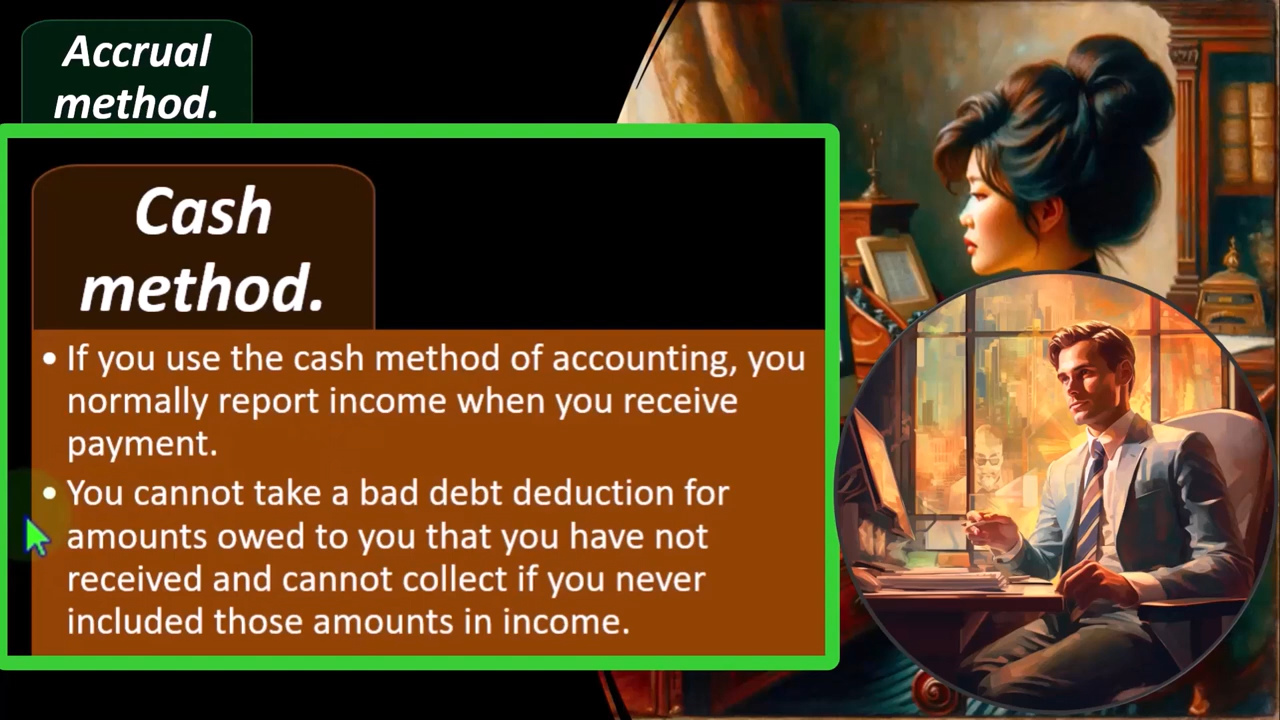 Accrual
method.
Cash
method.
• If you use the cash method of accounting, you
normally report income when you receive
payment.
• You cannot take a bad debt deduction for
amounts owed to you that you have not
received and cannot collect if you never
included those amounts in income.